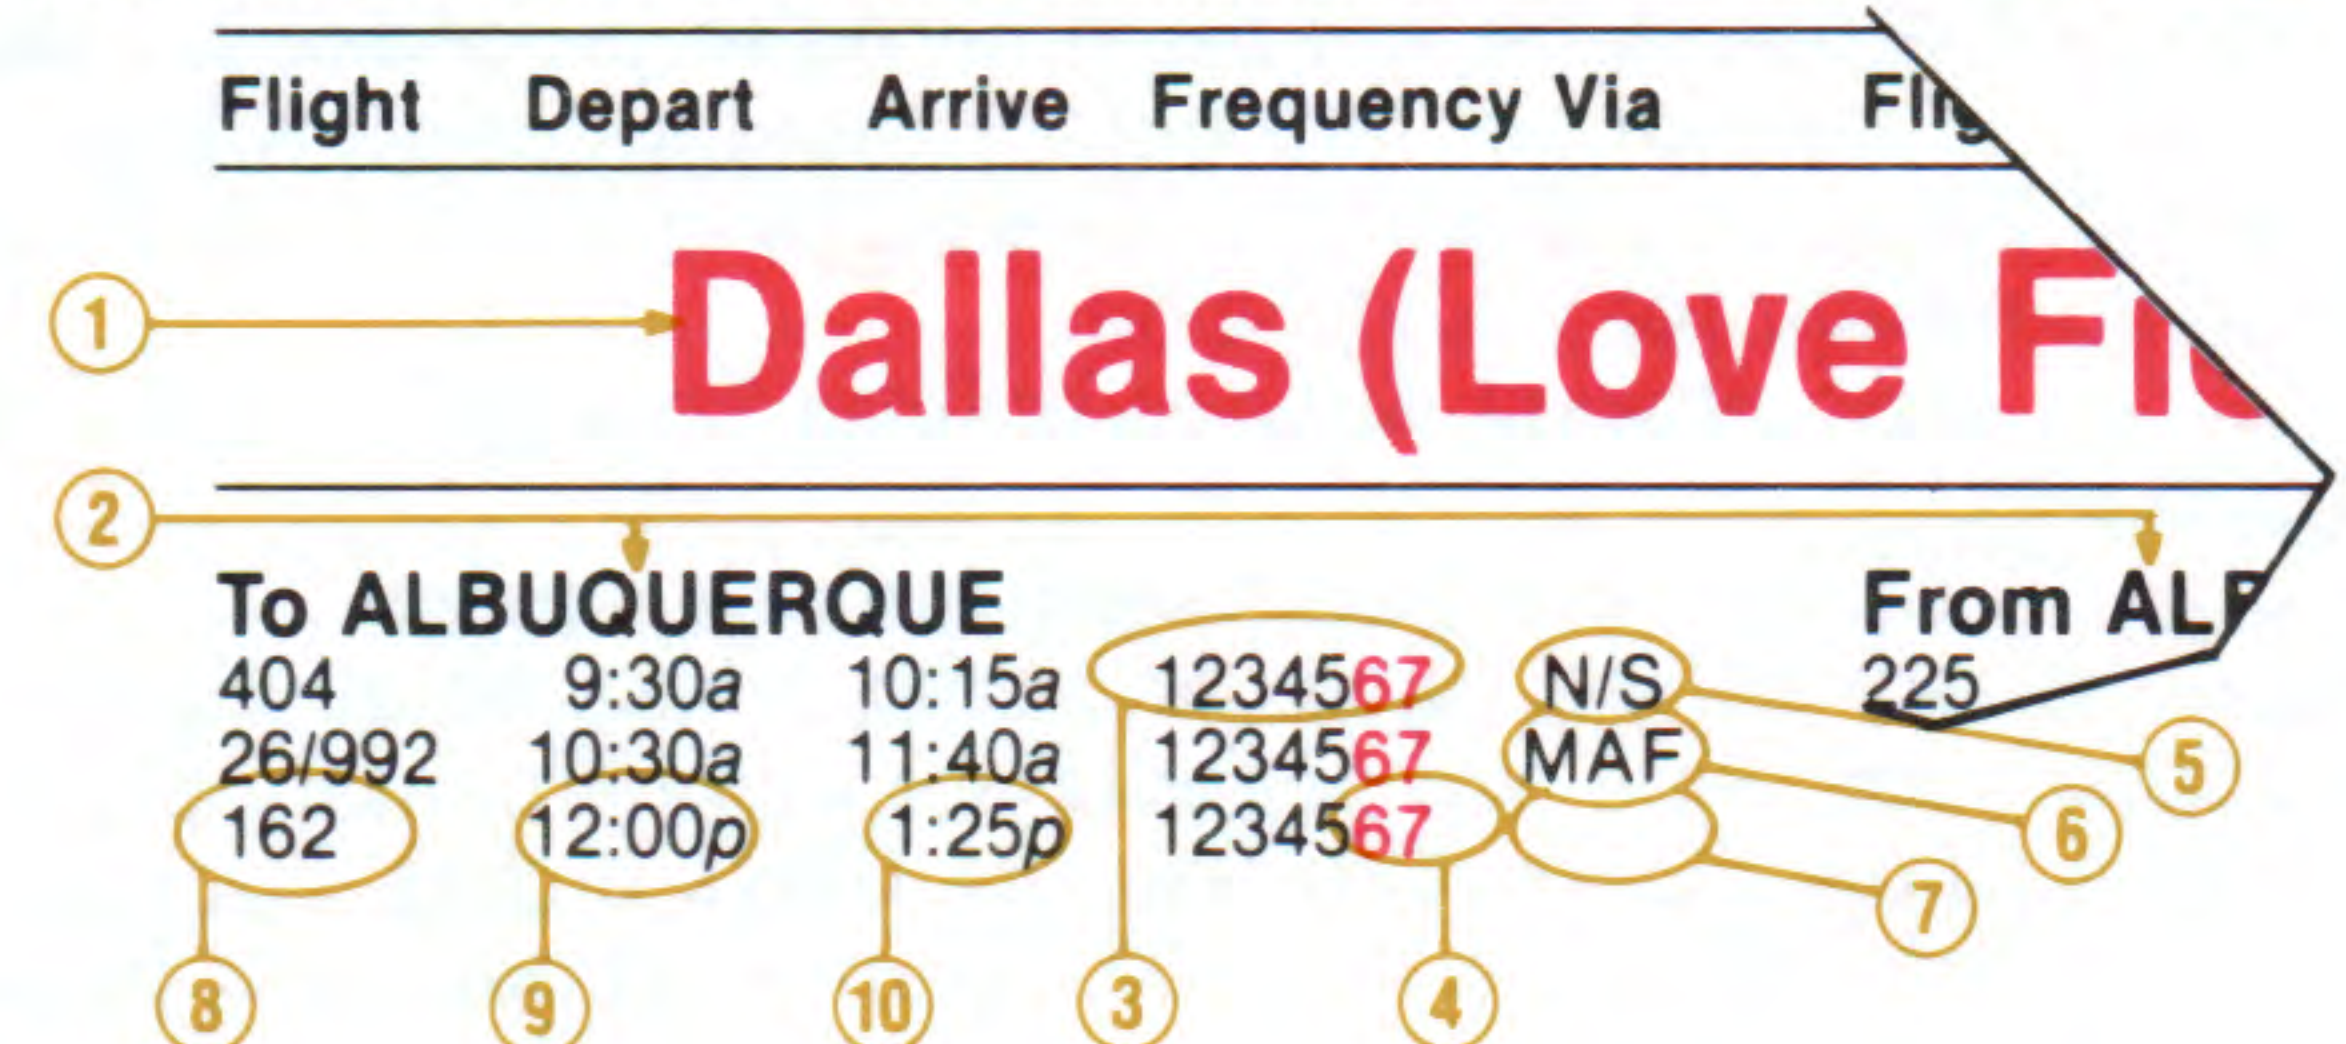 Flight Depart Arrive Frequency Via
1 Dallas (Love
2
To ALBUQUERQUE From
404 9:30a 10:15a 1234567 N/S 225
26/992 10:30a 11:40a 1234567 MAF 5
162 12:00p 1:25p 1234567 6
7
8 9 10 3 4